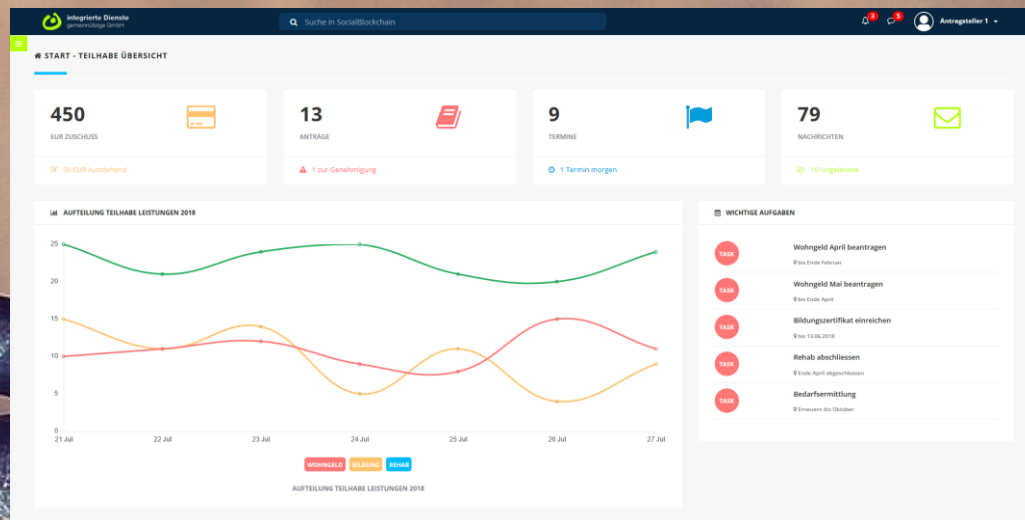 integrierte Dienste
gemeinnützige GmbH
Suche in SocialBlockchain
3
5
Antragsteller 1
START - TEILHABE ÜBERSICHT
450
EUR ZUSCHUSS
50 EUR Ausstehend
13
ANTRÄGE
1 zur Genehmigung
9
TERMINE
1 Termin morgen
79
NACHRICHTEN
10 Ungelesene
AUFTEILUNG TEILHABE LEISTUNGEN 2018
25
20
15
10
5
0
21 Jul 22 Jul 23 Jul 24 Jul 25 Jul 26 Jul 27 Jul
WOHNGELD BILDUNG REHAB
AUFTEILUNG TEILHABE LEISTUNGEN 2018
WICHTIGE AUFGABEN
TASK
Wohngeld April beantragen
bis Ende Februar
TASK
Wohngeld Mai beantragen
bis Ende April
TASK
Bildungszertifikat einreichen
bis 13.06.2018
TASK
Rehab abschliessen
Ende April abgeschlossen
TASK
Bedarfsermittlung
Erneuern bis Oktober